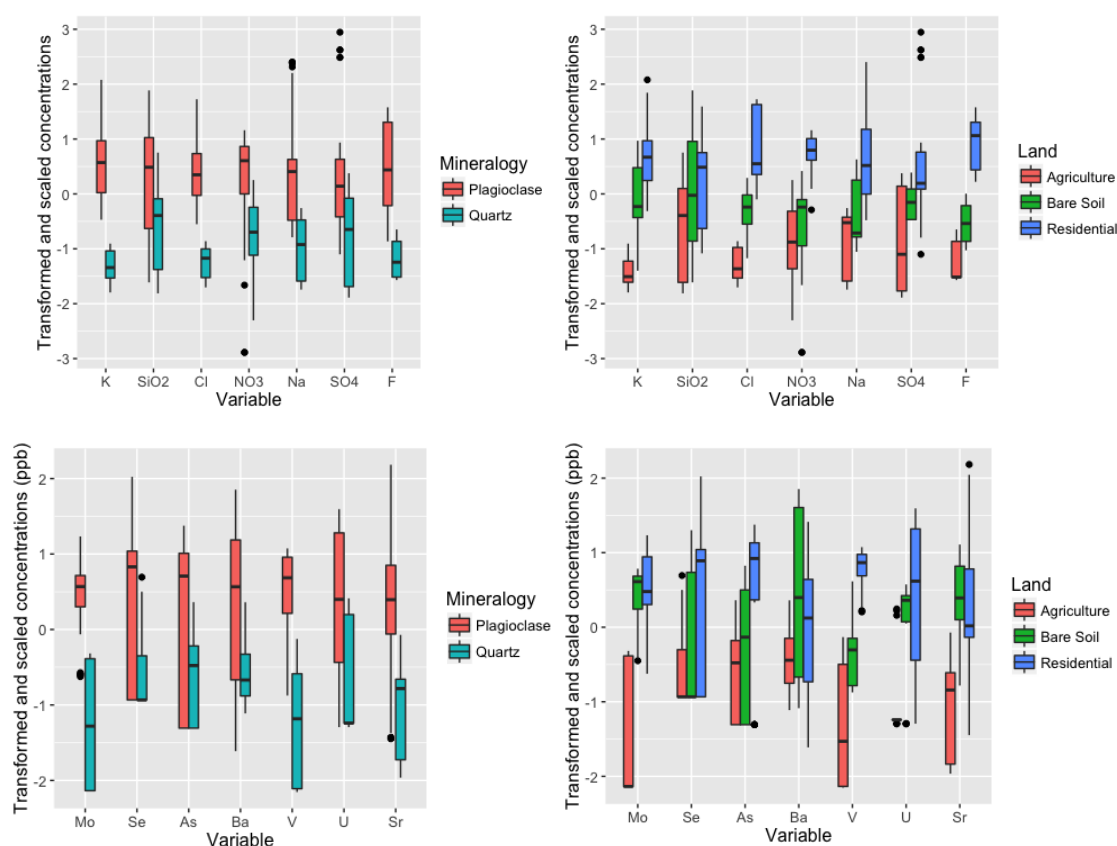 Transformed and scaled concentrations
3
2
1
0
-1
-2
-3
K SiO2 Cl NO3 Na SO4 F
Variable
Mineralogy
Plagioclase
Quartz
Transformed and scaled concentrations
3
2
1
0
-1
-2
-3
K SiO2 Cl NO3 Na SO4 F
Variable
Land
Agriculture
Bare Soil
Residential
Transformed and scaled concentrations (ppb)
2
1
0
-1
-2
Mo Se As Ba V U Sr
Variable
Mineralogy
Plagioclase
Quartz
Transformed and scaled concentrations (ppb)
2
1
0
-1
-2
Mo Se As Ba V U Sr
Variable
Land
Agriculture
Bare Soil
Residential